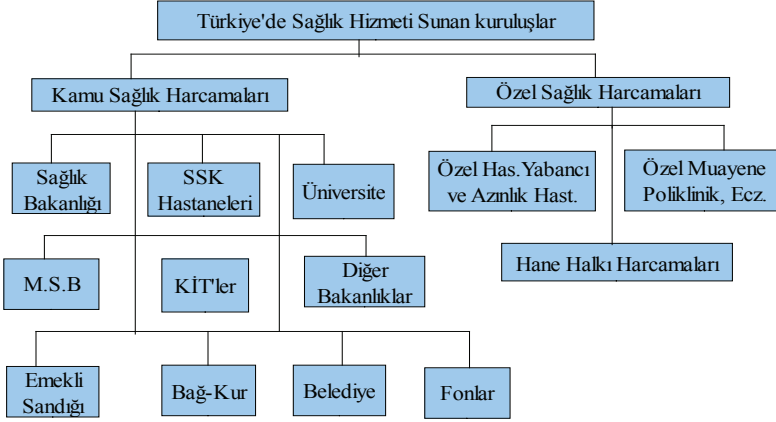 Türkiye'de Sağlık Hizmeti Sunan kuruluşlar
Kamu Sağlık Harcamaları
Özel Sağlık Harcamaları
Sağlık
Bakanlığı
SSK
Hastaneleri
Üniversite
Özel Has.Yabancı
ve Azınlık Hast.
Özel Muayene
Poliklinik, Ecz.
M.S.B
KİT'ler
Diğer
Bakanlıklar
Hane Halkı Harcamaları
Emekli
Sandığı
Bağ-Kur
Belediye
Fonlar